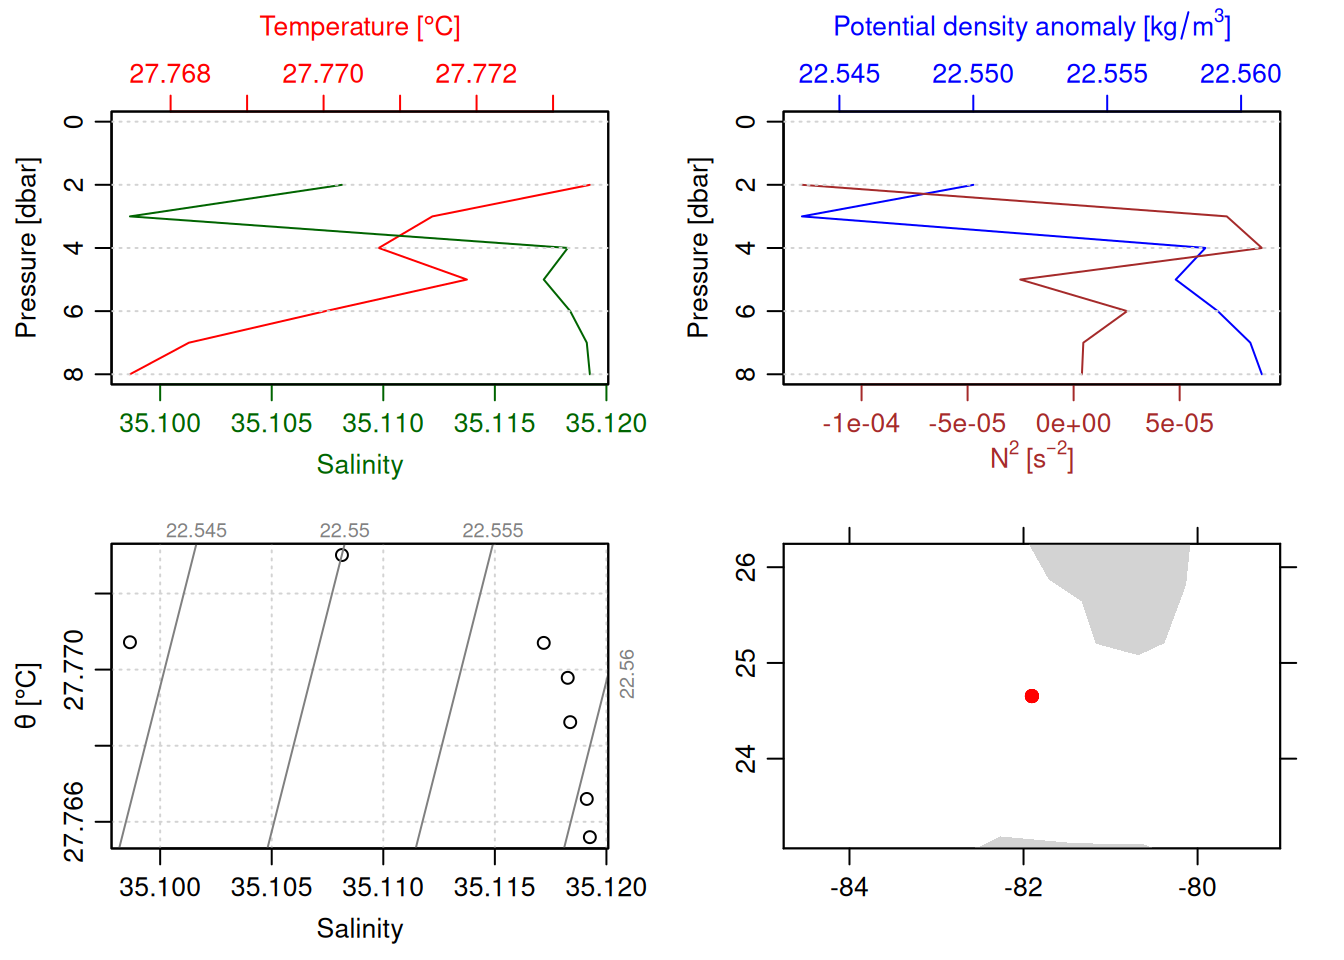 Temperature [°C]
27.768 27.770 27.772
Pressure [dbar]
0
2
4
6
8
35.100 35.105 35.110 35.115 35.120
Salinity
Potential density anomaly [kg/m³]
22.545 22.550 22.555 22.560
Pressure [dbar]
0
2
4
6
8
-1e-04 -5e-05 0e+00 5e-05
N² [s⁻²]
22.545 22.55 22.555
22.56
θ [°C]
27.770
27.766
35.100 35.105 35.110 35.115 35.120
Salinity
26
25
24
-84 -82 -80